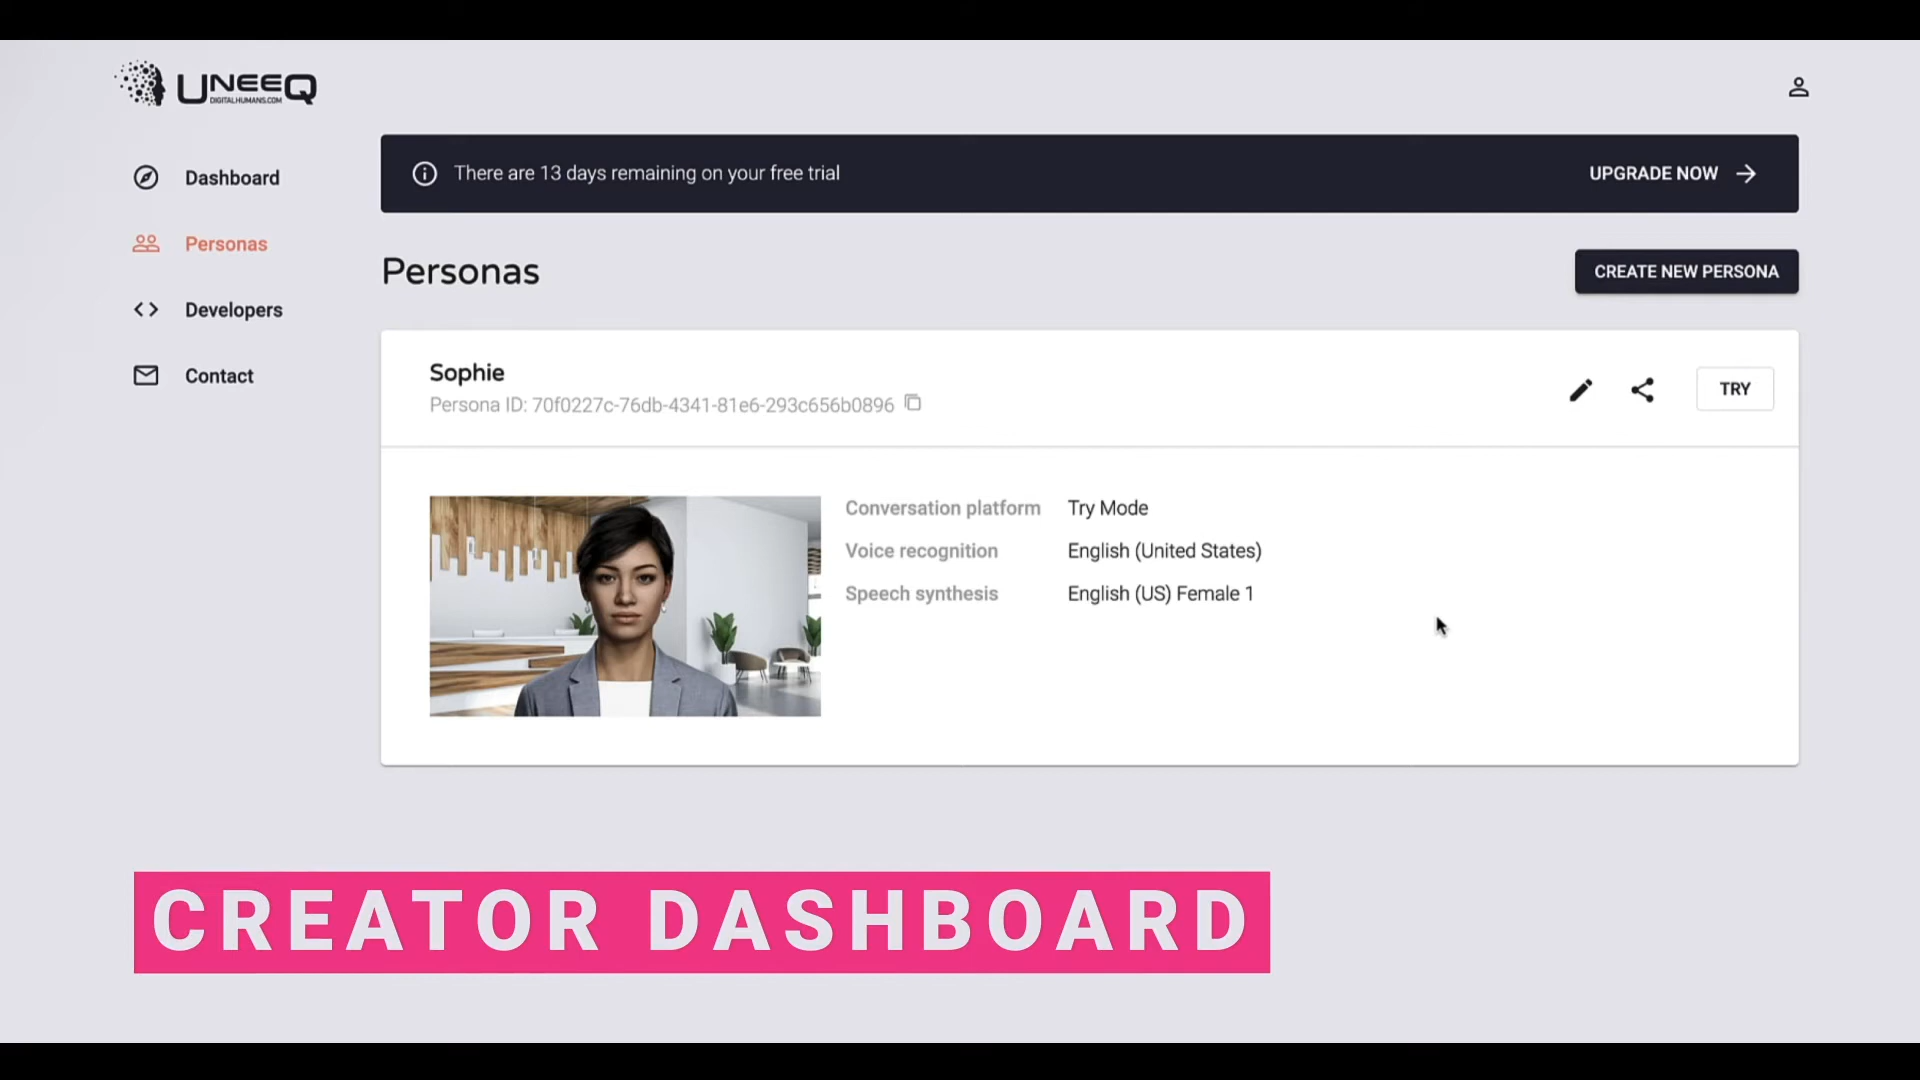 UNEEQ
DIGITALHUMANS.COM
Dashboard
Personas
Developers
Contact
There are 13 days remaining on your free trial
UPGRADE NOW
Personas
CREATE NEW PERSONA
Sophie
Persona ID: 70f0227c-76db-4341-81e6-293c656b0896
TRY
Conversation platform Try Mode
Voice recognition English (United States)
Speech synthesis English (US) Female 1
CREATOR DASHBOARD